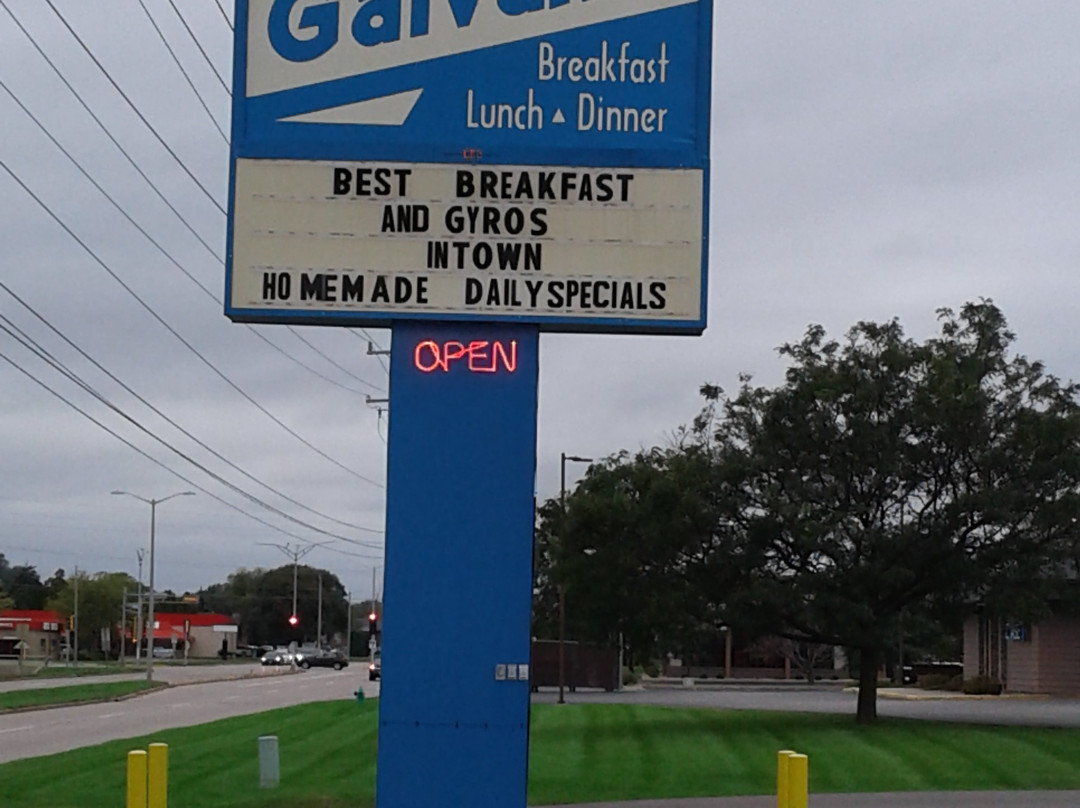 Breakfast
Lunch ▲ Dinner
BEST BREAKFAST
AND GYROS
INTOWN
HOMEMADE DAILYSPECIALS
OPEN